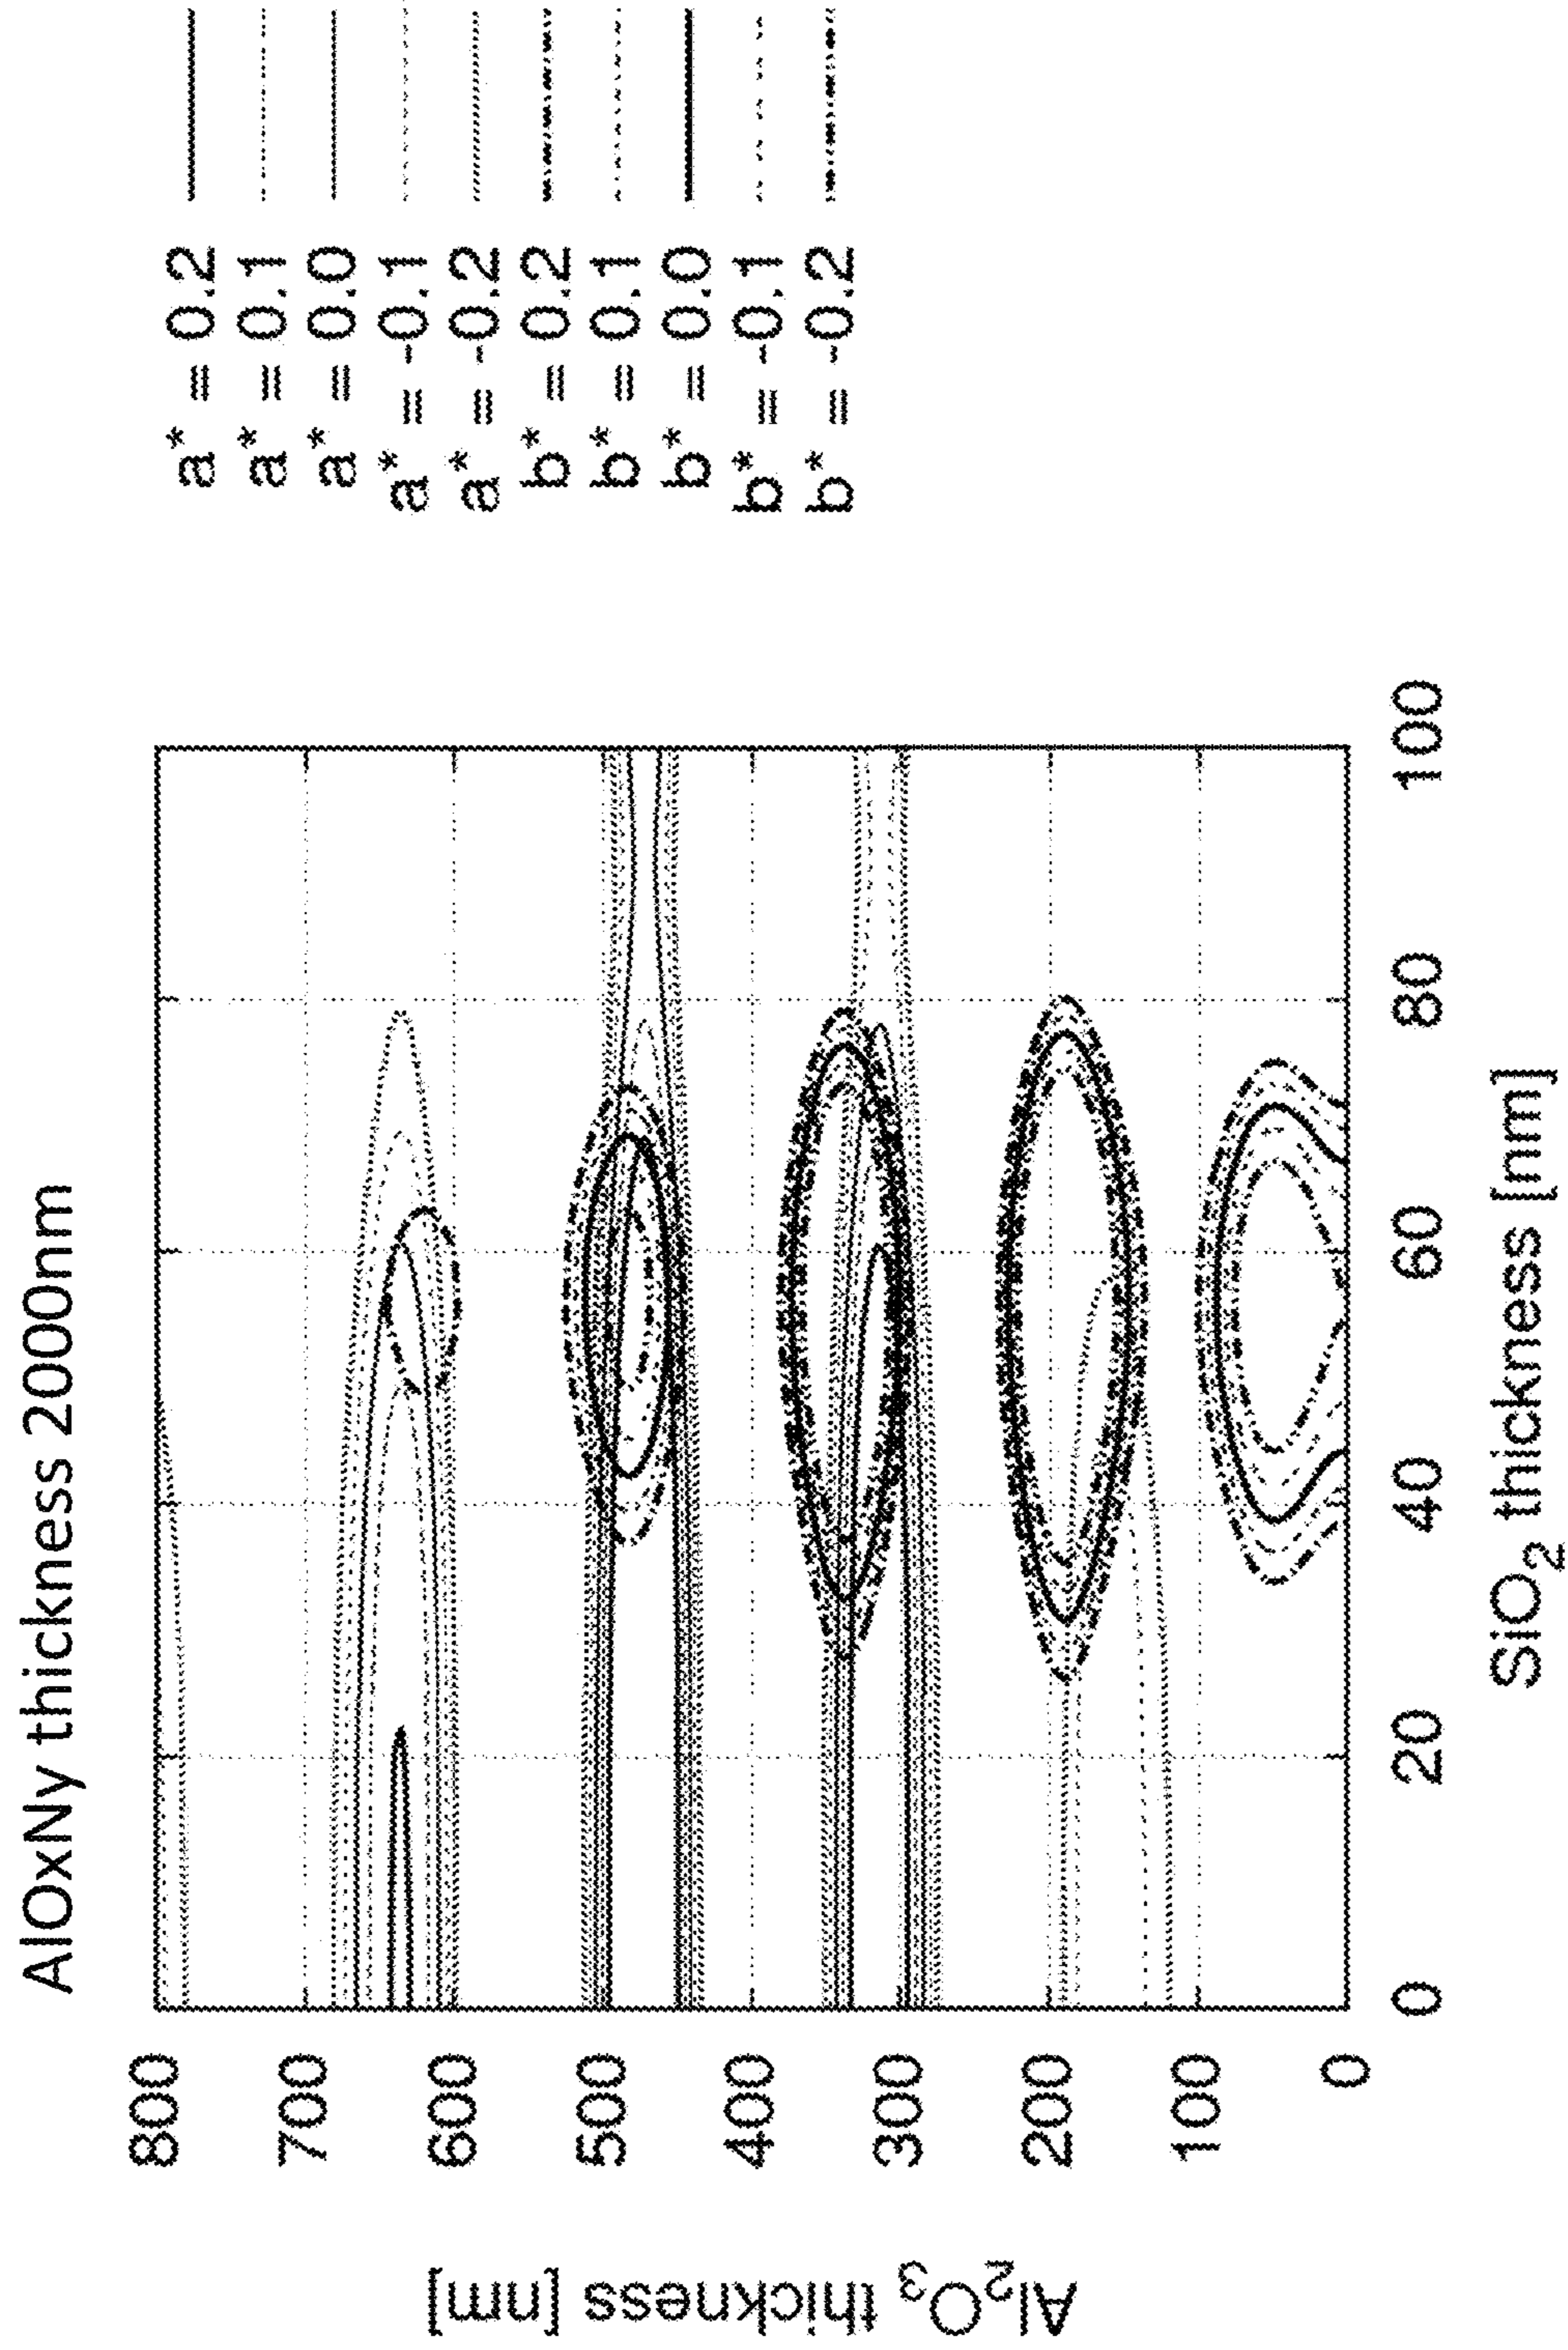 AlOxNy thickness 2000nm
a* = 0.2
a* = 0.1
a* = 0.0
a* = -0.1
a* = -0.2
b* = 0.2
b* = 0.1
b* = 0.0
b* = -0.1
b* = -0.2
Al₂O₃ thickness [nm]
800
700
600
500
400
300
200
100
0
0 20 40 60 80 100
SiO₂ thickness [nm]